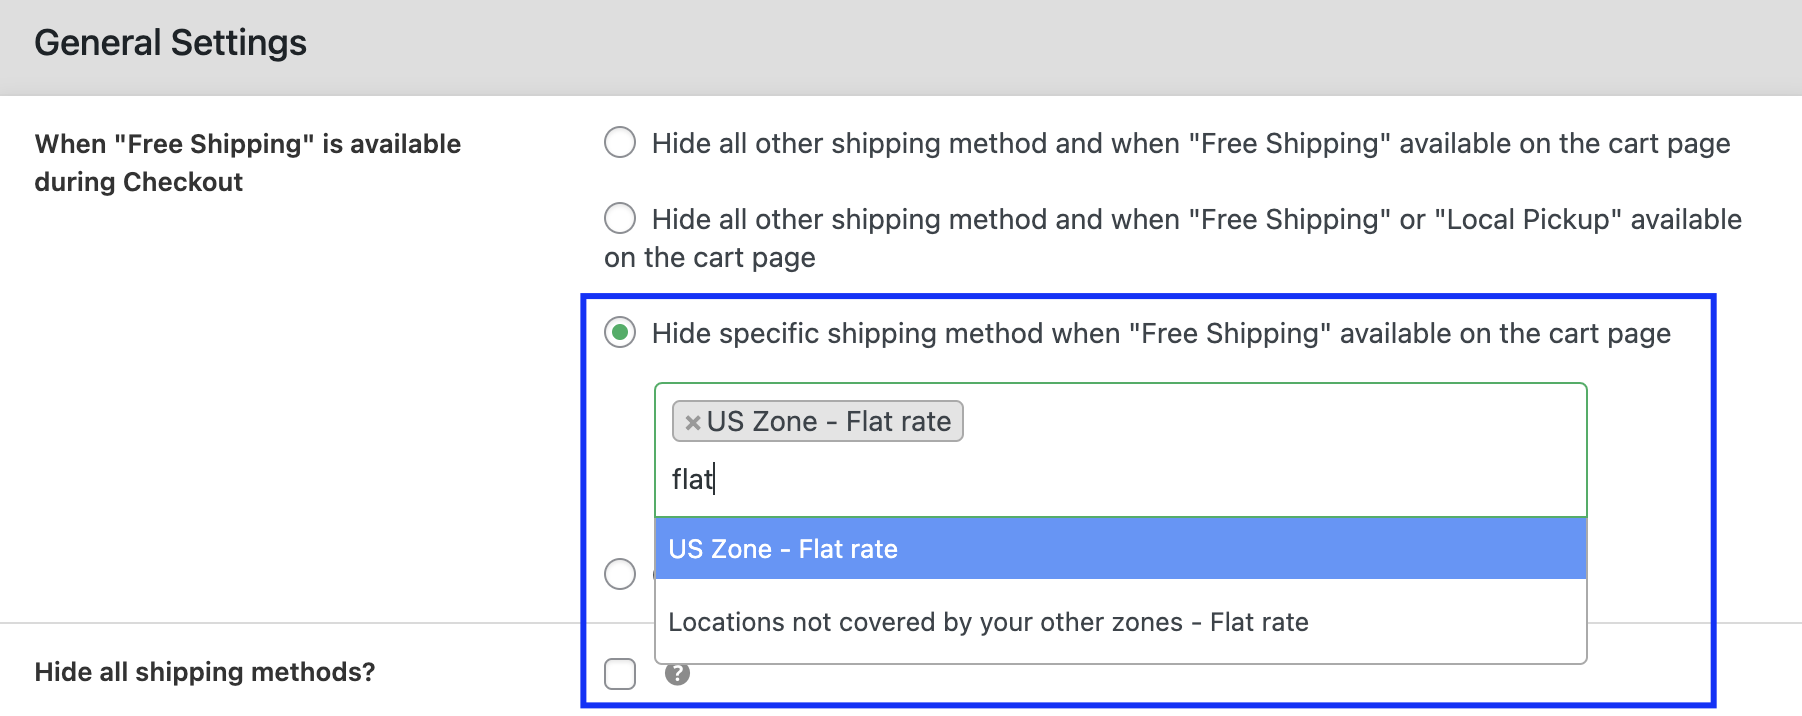 General Settings
When "Free Shipping" is available
during Checkout
Hide all other shipping method and when "Free Shipping" available on the cart page
Hide all other shipping method and when "Free Shipping" or "Local Pickup" available
on the cart page
Hide specific shipping method when "Free Shipping" available on the cart page
×US Zone - Flat rate
flat
US Zone - Flat rate
Locations not covered by your other zones - Flat rate
Hide all shipping methods?
?